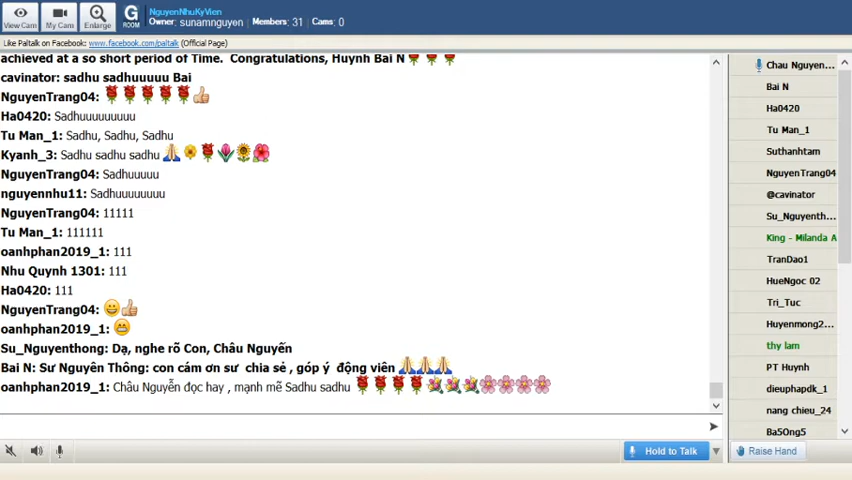 View Cam
My Cam
Enlarge
G
ROOM
NguyenNhuKyVien
Owner: sunamnguyen Members: 31 Cams: 0
Like Paltalk on Facebook: www.facebook.com/paltalk (Official Page)
achieved at a so short period of Time. Congratulations, Huynh Bai N
cavinator: sadhu sadhuuuuu Bai
NguyenTrang04:
Ha0420: Sadhuuuuuuuuu
Tu Man_1: Sadhu, Sadhu, Sadhu
Kyanh_3: Sadhu sadhu sadhu
NguyenTrang04: Sadhuuuuu
nguyennhu11: Sadhuuuuuuuu
NguyenTrang04: 11111
Tu Man_1: 111111
oanhphan2019_1: 111
Nhu Quynh 1301: 111
Ha0420: 111
NguyenTrang04:
oanhphan2019_1:
Su_Nguyenthong: Dạ, nghe rõ Con, Châu Nguyến
Bai N: Sư Nguyên Thông: con cám ơn sư chia sẻ , góp ý động viên
oanhphan2019_1: Châu Nguyễn đọc hay , mạnh mẽ Sadhu sadhu
Chau Nguyen...
Bai N
Ha0420
Tu Man_1
Suthanhtam
NguyenTrang04
@cavinator
Su_Nguyenth...
King - Milanda A
TranDao1
HueNgoc 02
Tri_Tuc
Huyenmong2...
thy lam
PT Huynh
dieuphapdk_1
nang chieu_24
Ba5Ong5
Hold to Talk
Raise Hand